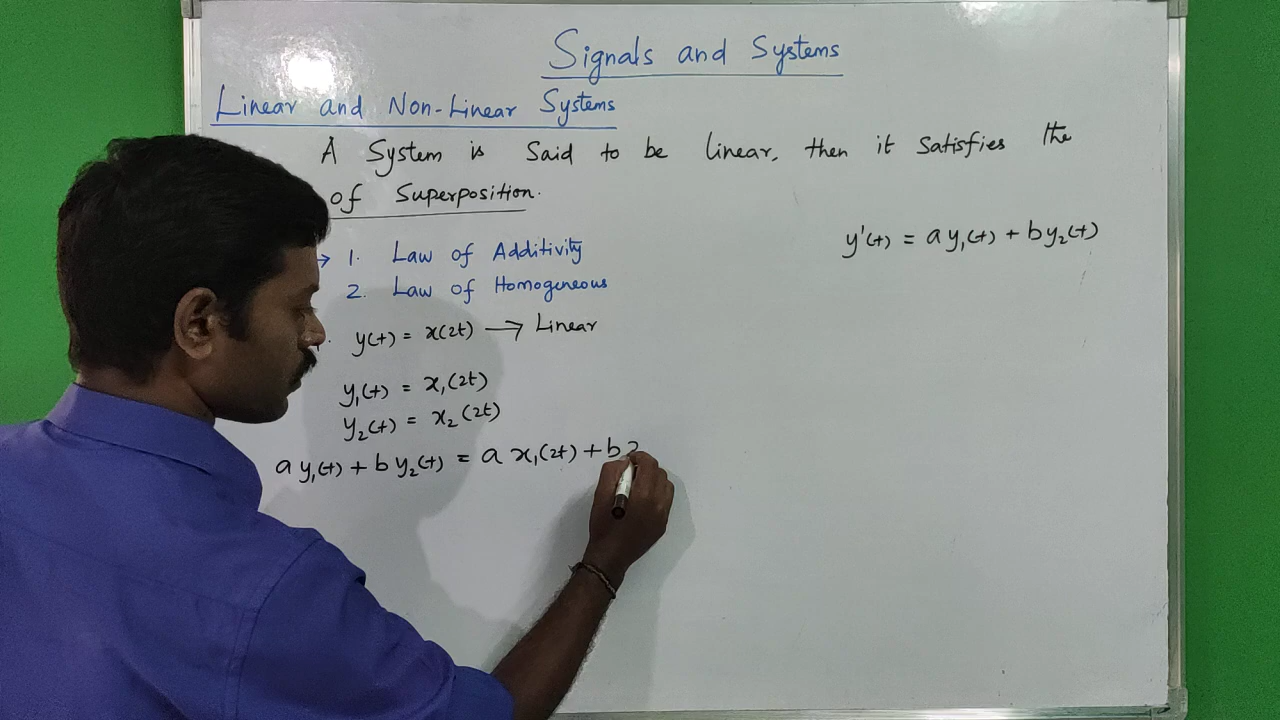 Signals and Systems
Linear and Non-Linear Systems
A System is Said to be linear, then it Satisfies the
of Superposition.
y'(t) = a y₁(t) + b y₂(t)
→ 1. Law of Additivity
2. Law of Homogeneous
y(t) = x(2t) → Linear
y₁(t) = x₁(2t)
y₂(t) = x₂(2t)
a y₁(t) + b y₂(t) = a x₁(2t) + b